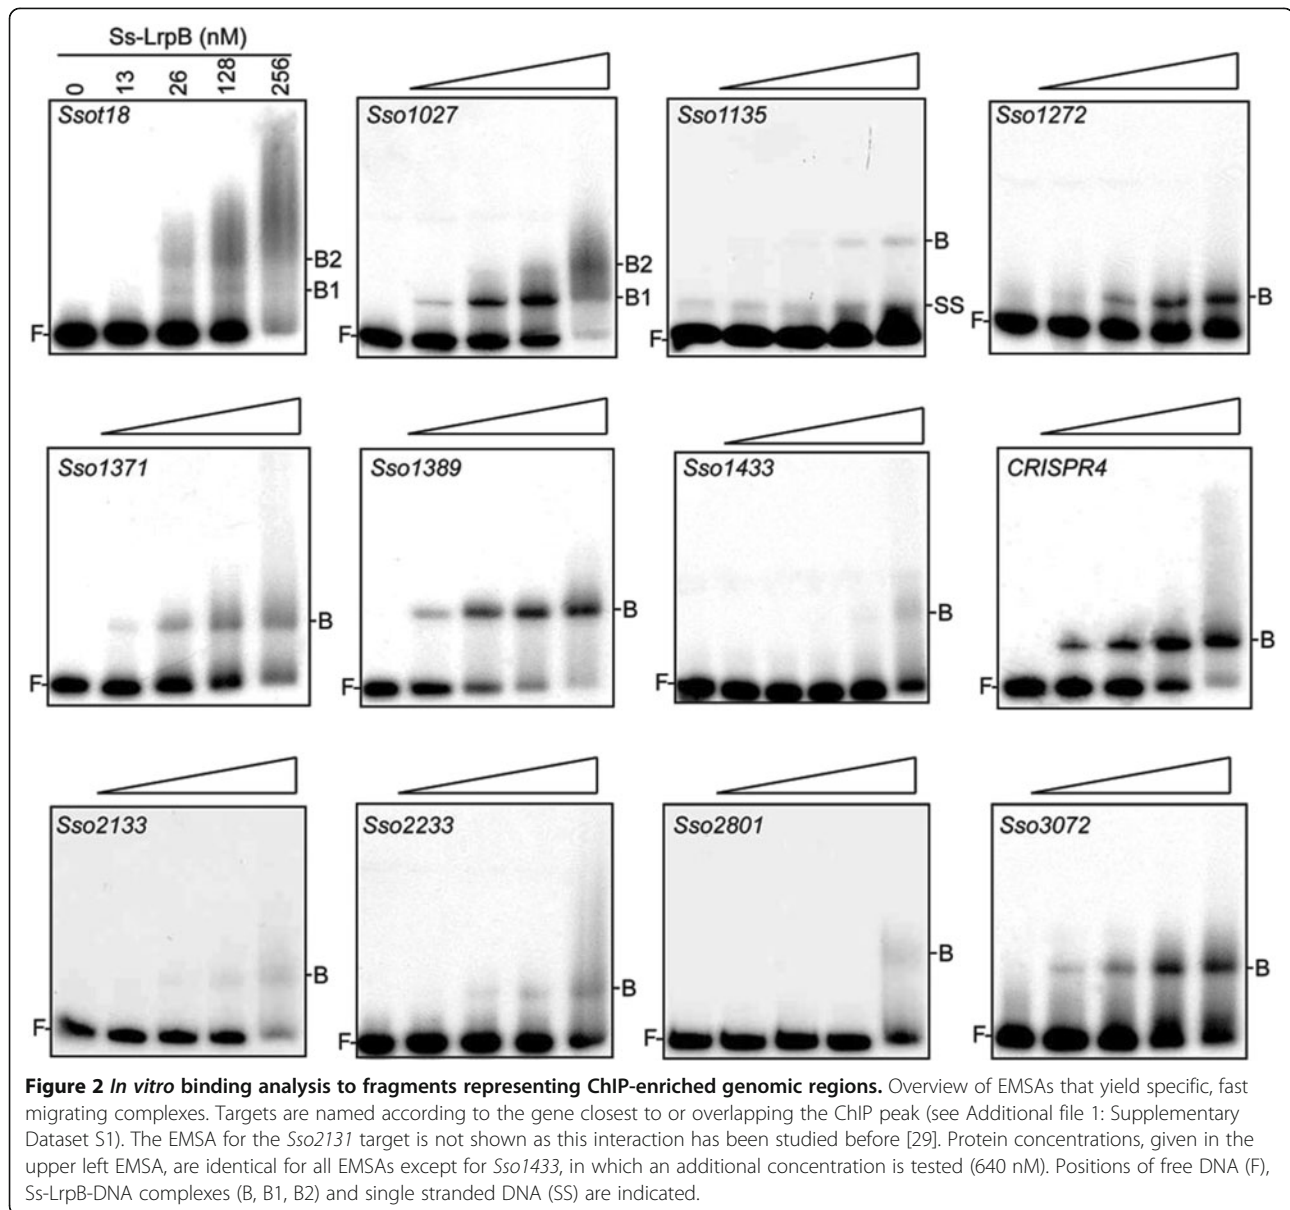 Ss-LrpB (nM)
0 13 26 128 256
Ssot18
Sso1027
Sso1135
Sso1272
B2
B1
F
B2
B1
F
B
SS
F
B
F
Sso1371
Sso1389
Sso1433
CRISPR4
B
F
B
F
B
F
B
F
Sso2133
Sso2233
Sso2801
Sso3072
B
F
B
F
B
F
B
F
Figure 2 In vitro binding analysis to fragments representing ChIP-enriched genomic regions. Overview of EMSAs that yield specific, fast
migrating complexes. Targets are named according to the gene closest to or overlapping the ChIP peak (see Additional file 1: Supplementary
Dataset S1). The EMSA for the Sso2131 target is not shown as this interaction has been studied before [29]. Protein concentrations, given in the
upper left EMSA, are identical for all EMSAs except for Sso1433, in which an additional concentration is tested (640 nM). Positions of free DNA (F),
Ss-LrpB-DNA complexes (B, B1, B2) and single stranded DNA (SS) are indicated.